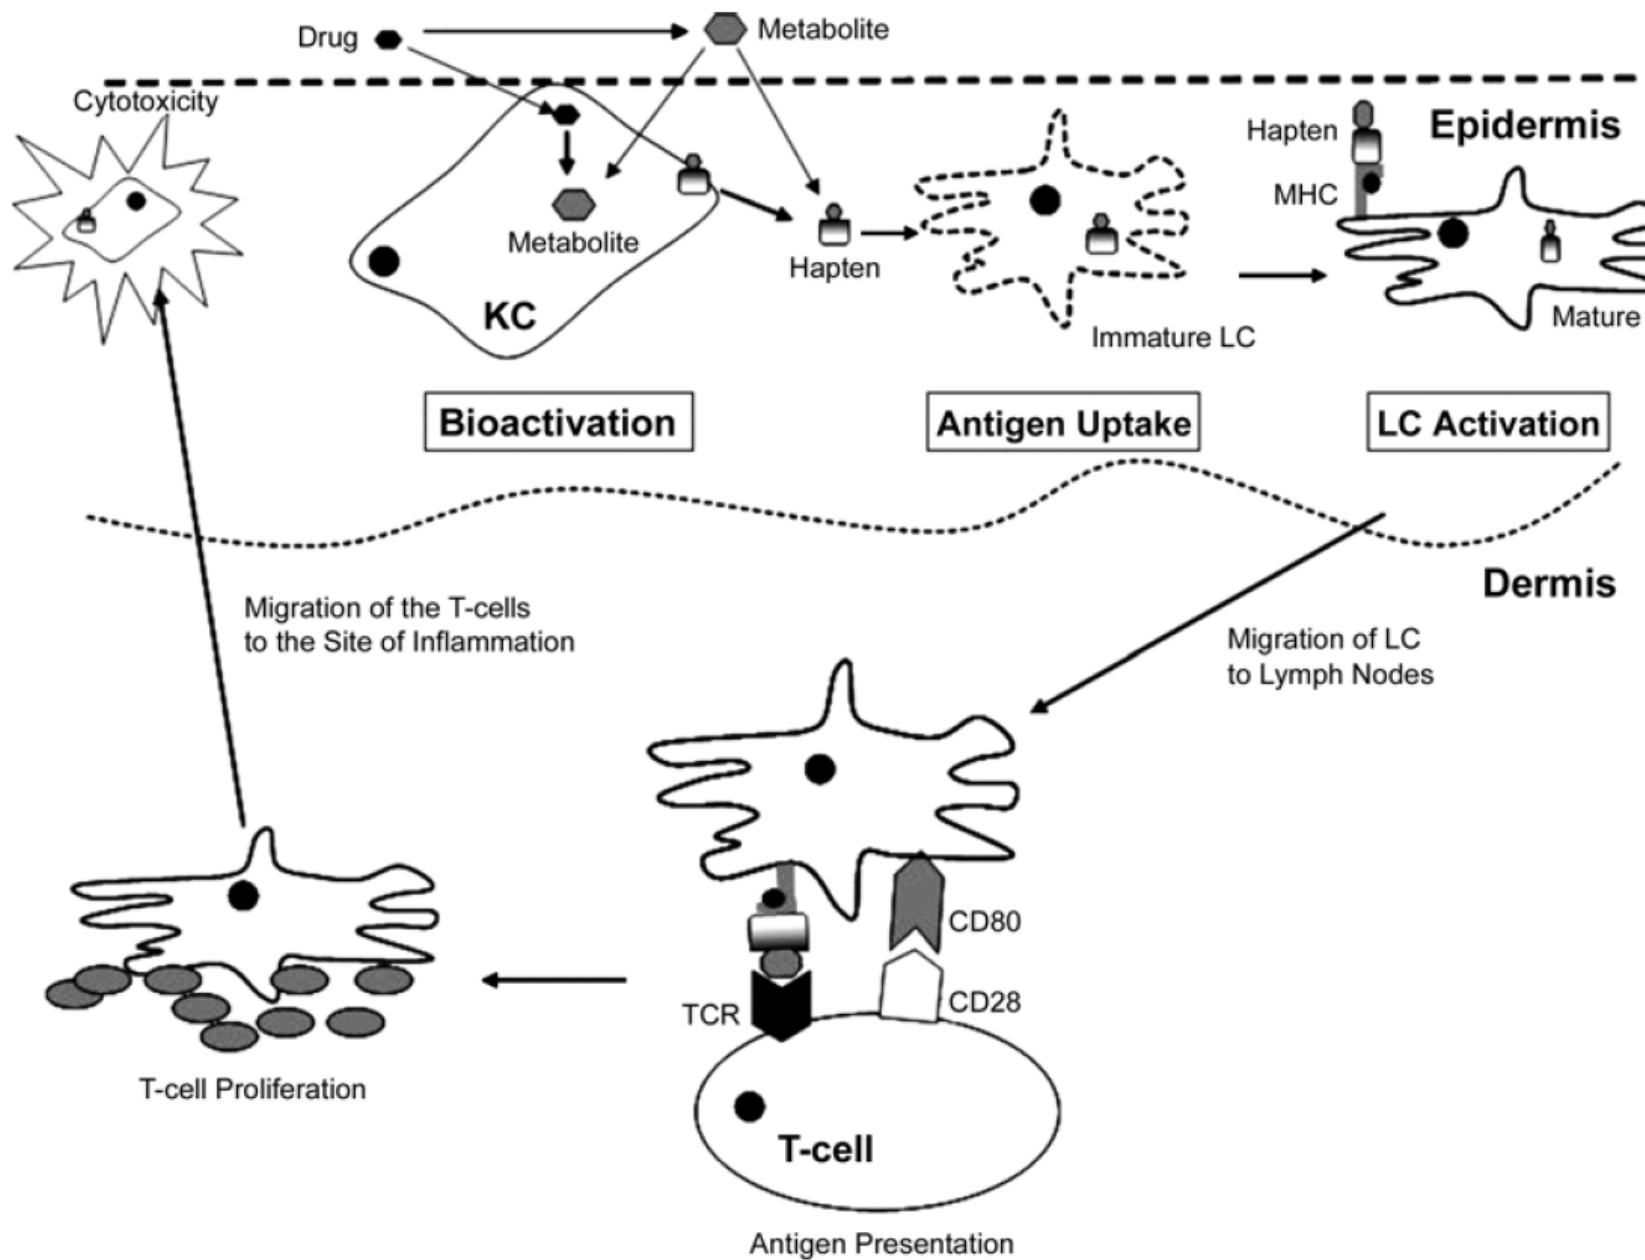 Drug
Metabolite
Cytotoxicity
Epidermis
Hapten
MHC
Metabolite
Hapten
KC
Immature LC
Mature
Bioactivation
Antigen Uptake
LC Activation
Dermis
Migration of the T-cells
to the Site of Inflammation
Migration of LC
to Lymph Nodes
CD80
TCR
CD28
T-cell Proliferation
T-cell
Antigen Presentation